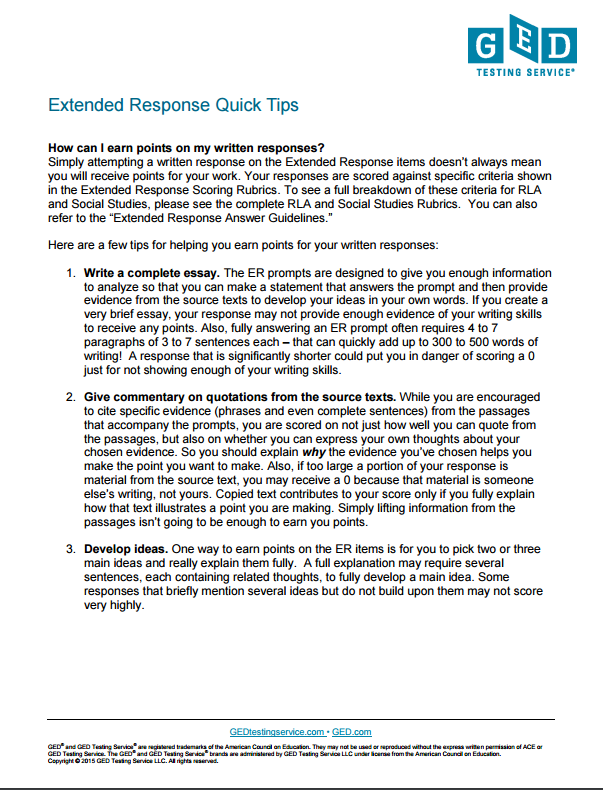 GED
TESTING SERVICE®
Extended Response Quick Tips
How can I earn points on my written responses?
Simply attempting a written response on the Extended Response items doesn't always mean
you will receive points for your work. Your responses are scored against specific criteria shown
in the Extended Response Scoring Rubrics. To see a full breakdown of these criteria for RLA
and Social Studies, please see the complete RLA and Social Studies Rubrics. You can also
refer to the “Extended Response Answer Guidelines.”
Here are a few tips for helping you earn points for your written responses:
1. Write a complete essay. The ER prompts are designed to give you enough information
to analyze so that you can make a statement that answers the prompt and then provide
evidence from the source texts to develop your ideas in your own words. If you create a
very brief essay, your response may not provide enough evidence of your writing skills
to receive any points. Also, fully answering an ER prompt often requires 4 to 7
paragraphs of 3 to 7 sentences each – that can quickly add up to 300 to 500 words of
writing! A response that is significantly shorter could put you in danger of scoring a 0
just for not showing enough of your writing skills.
2. Give commentary on quotations from the source texts. While you are encouraged
to cite specific evidence (phrases and even complete sentences) from the passages
that accompany the prompts, you are scored on not just how well you can quote from
the passages, but also on whether you can express your own thoughts about your
chosen evidence. So you should explain why the evidence you've chosen helps you
make the point you want to make. Also, if too large a portion of your response is
material from the source text, you may receive a 0 because that material is someone
else's writing, not yours. Copied text contributes to your score only if you fully explain
how that text illustrates a point you are making. Simply lifting information from the
passages isn't going to be enough to earn you points.
3. Develop ideas. One way to earn points on the ER items is for you to pick two or three
main ideas and really explain them fully. A full explanation may require several
sentences, each containing related thoughts, to fully develop a main idea. Some
responses that briefly mention several ideas but do not build upon them may not score
very highly.
GEDtestingservice.com • GED.com
GED® and GED Testing Service® are registered trademarks of the American Council on Education. They may not be used or reproduced without the express written permission of ACE or
GED Testing Service. The GED® and GED Testing Service® brands are administered by GED Testing Service LLC under license from the American Council on Education.
Copyright © 2015 GED Testing Service LLC. All rights reserved.